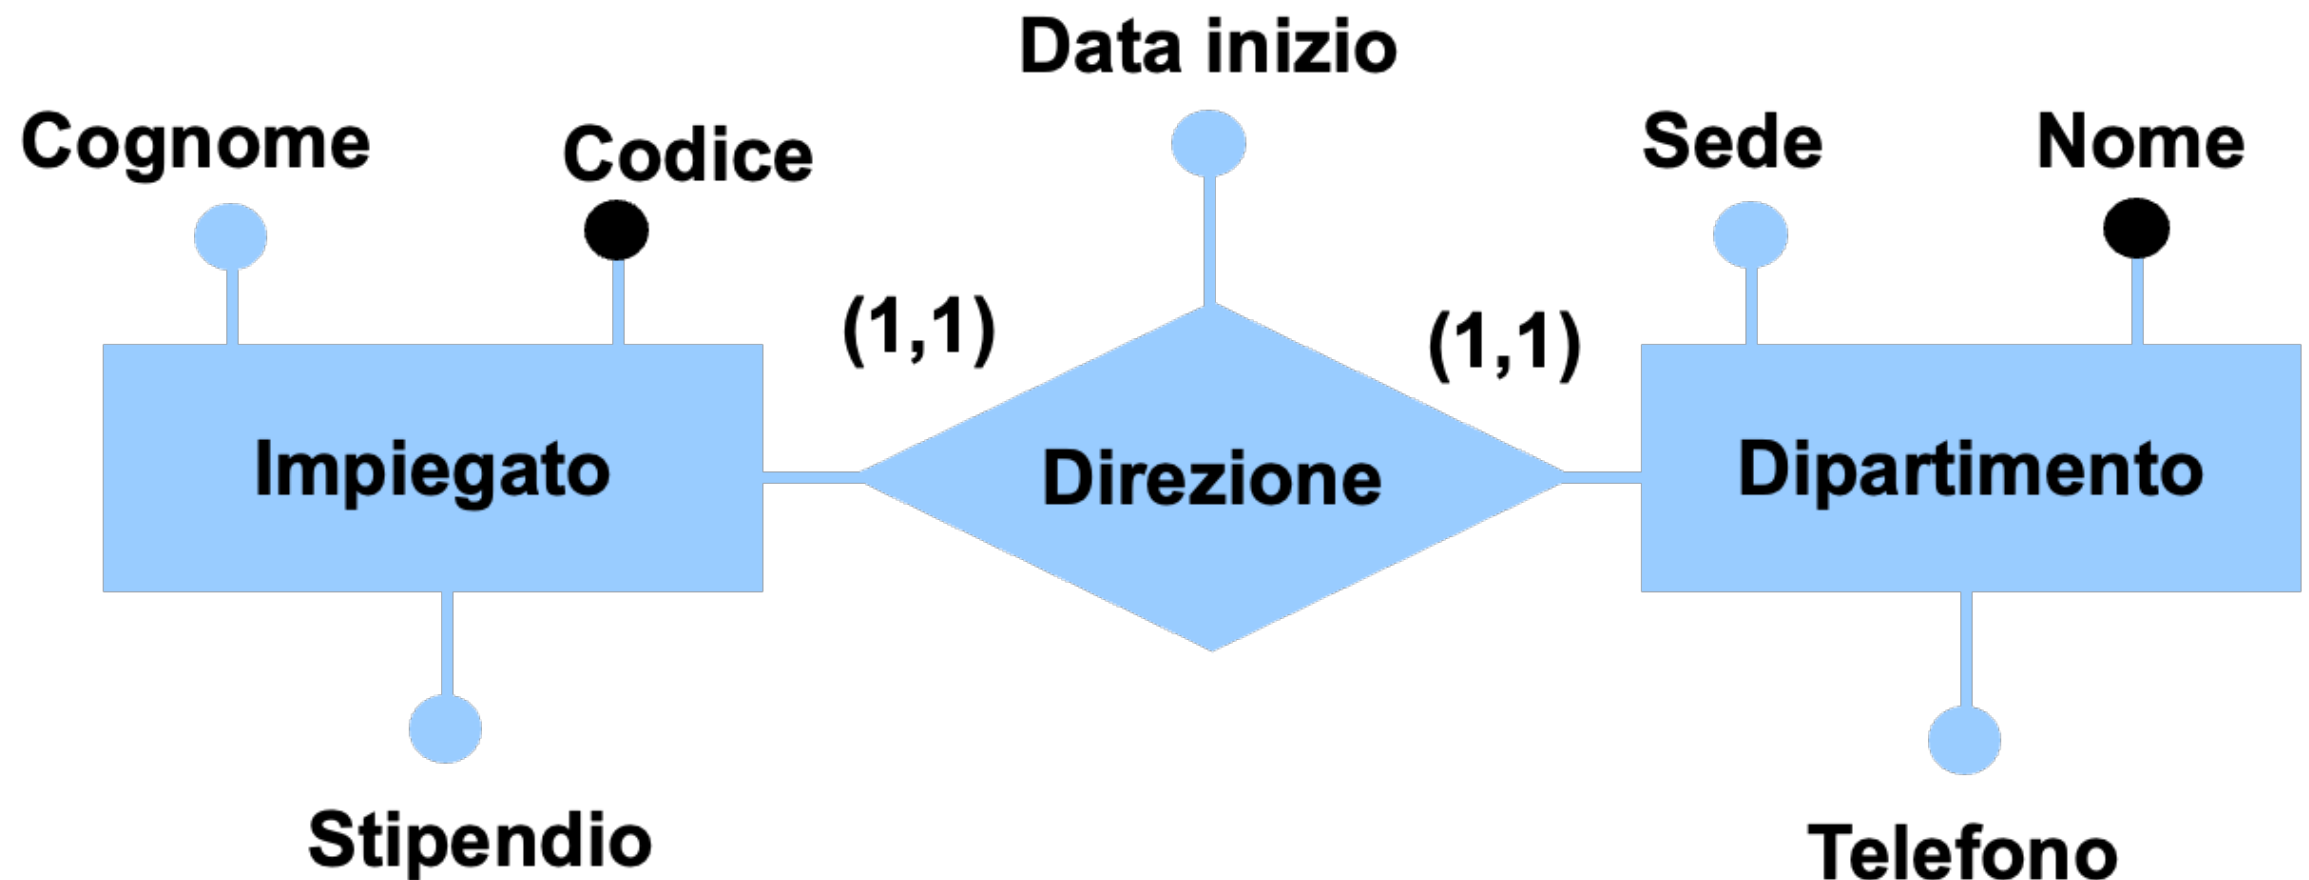 Data inizio
Cognome
Codice
Sede
Nome
(1,1)
(1,1)
Impiegato
Direzione
Dipartimento
Stipendio
Telefono